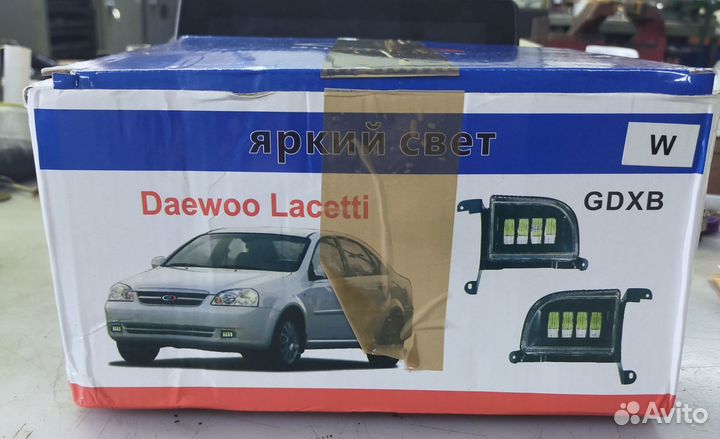 яркий свет
W
Daewoo Lacetti
GDXB
Avito